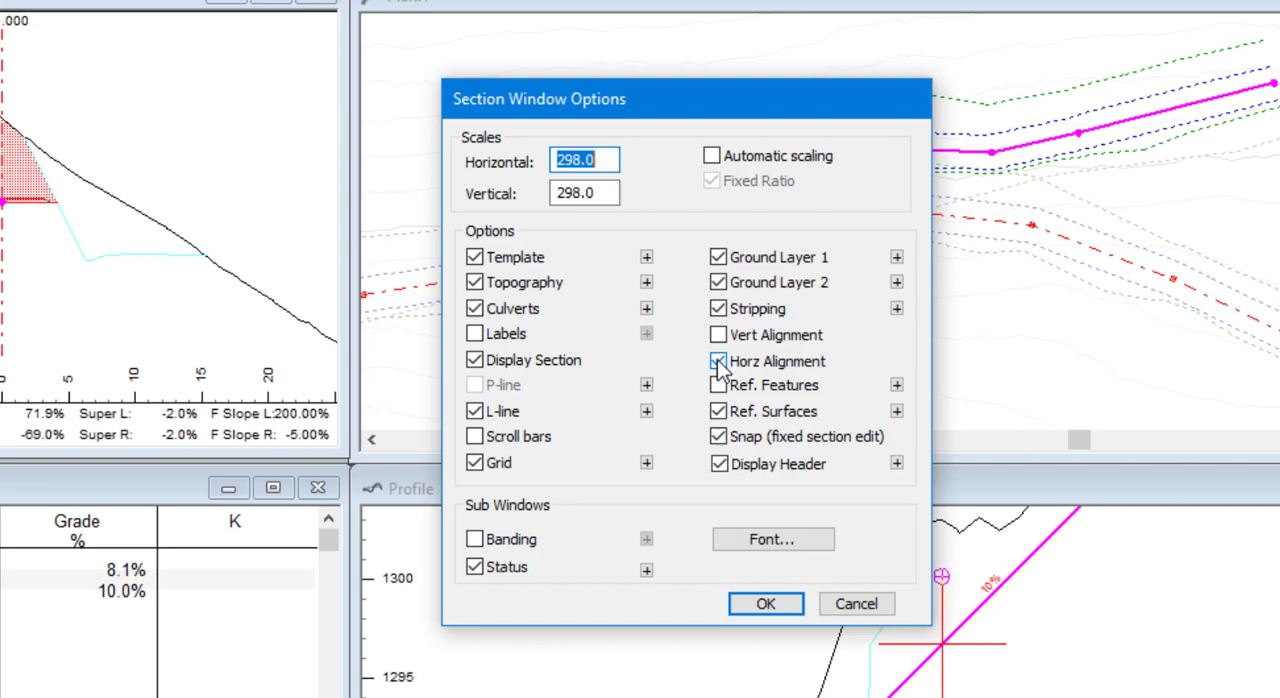 .000
Section Window Options
Scales
Horizontal: 298.0
Automatic scaling
Vertical: 298.0
Fixed Ratio
Options
Template
Topography
Culverts
Labels
Display Section
P-line
L-line
Scroll bars
Grid
Ground Layer 1
Ground Layer 2
Stripping
Vert Alignment
Horz Alignment
Ref. Features
Ref. Surfaces
Snap (fixed section edit)
Display Header
Sub Windows
Banding
Status
Font...
OK
Cancel
0 5 10 15 20
71.9% Super L: -2.0% F Slope L:200.00%
-69.0% Super R: -2.0% F Slope R: -5.00%
Grade
%
K
8.1%
10.0%
Profile
1300
1295
10%